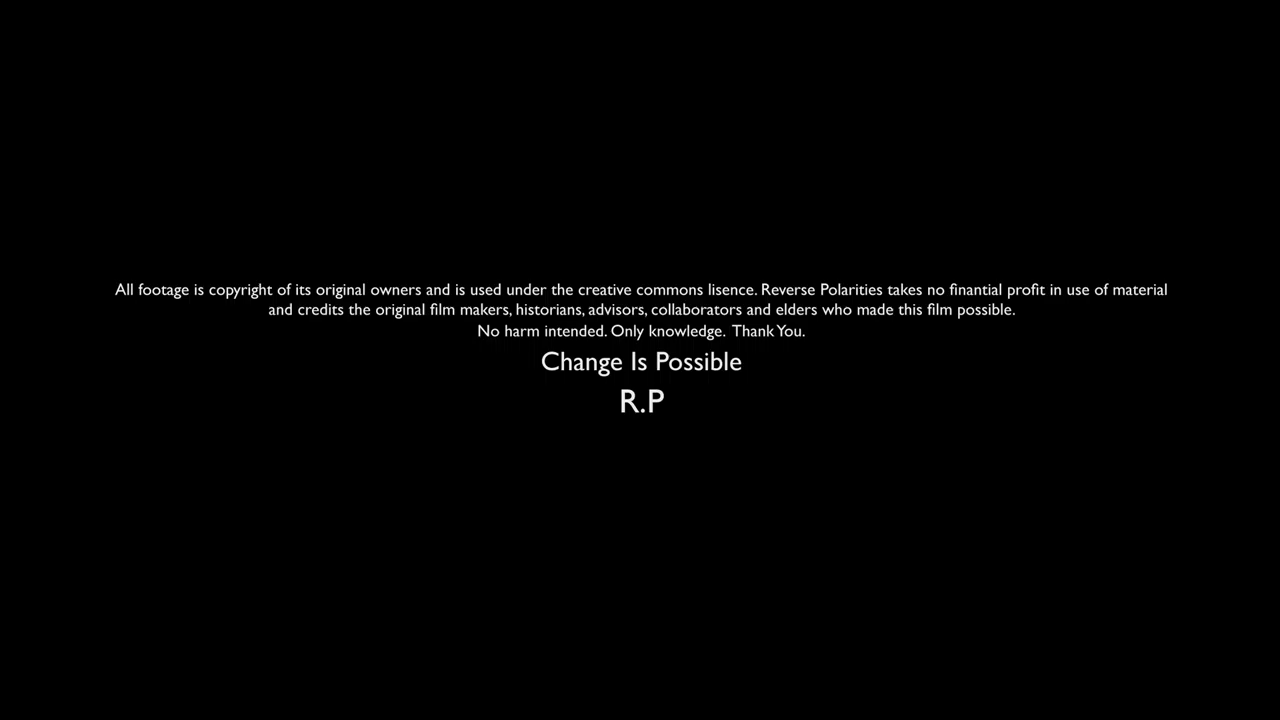 All footage is copyright of its original owners and is used under the creative commons lisence. Reverse Polarities takes no finantial profit in use of material
and credits the original film makers, historians, advisors, collaborators and elders who made this film possible.
No harm intended. Only knowledge. Thank You.
Change Is Possible
R.P